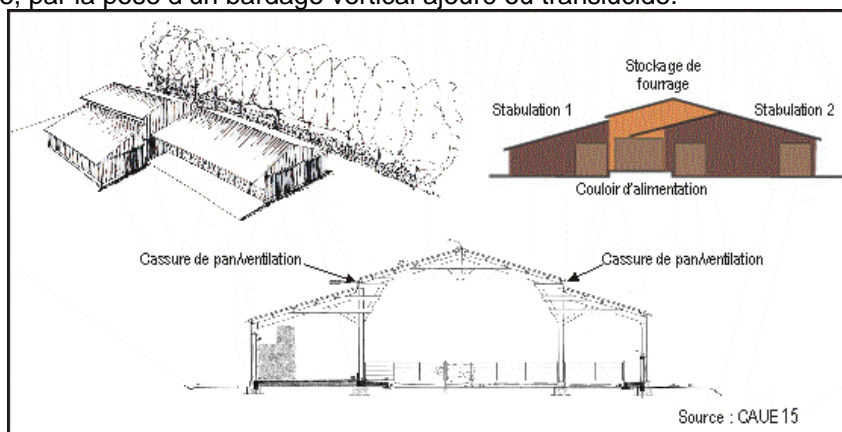 , par la pose d'un bardage vertical ajouré ou translucide.
Stockage de
fourrage
Stabulation 1
Stabulation 2
Couloir d'alimentation
Cassure de pan/ventilation
Cassure de pan/ventilation
Source : CAUE 15